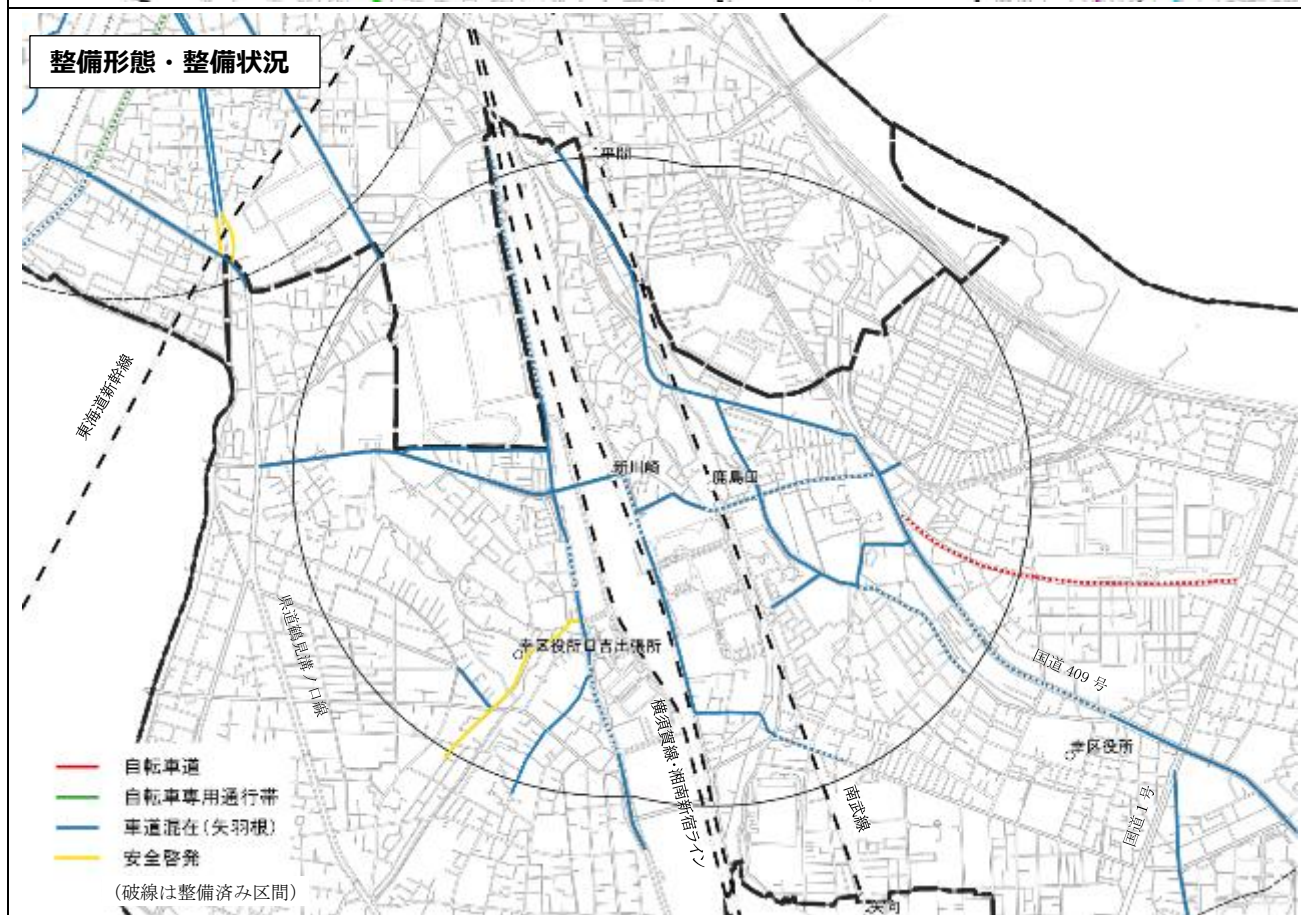 整備形態・整備状況
平間
東海道新幹線
新川崎
鹿島田
県道鶴見溝ノ口線
幸区役所日吉出張所
国道 409 号
横須賀線・湘南新宿ライン
幸区役所
南武線
国道 1 号
自転車道
自転車専用通行帯
車道混在(矢羽根)
安全啓発
(破線は整備済み区間)
矢向